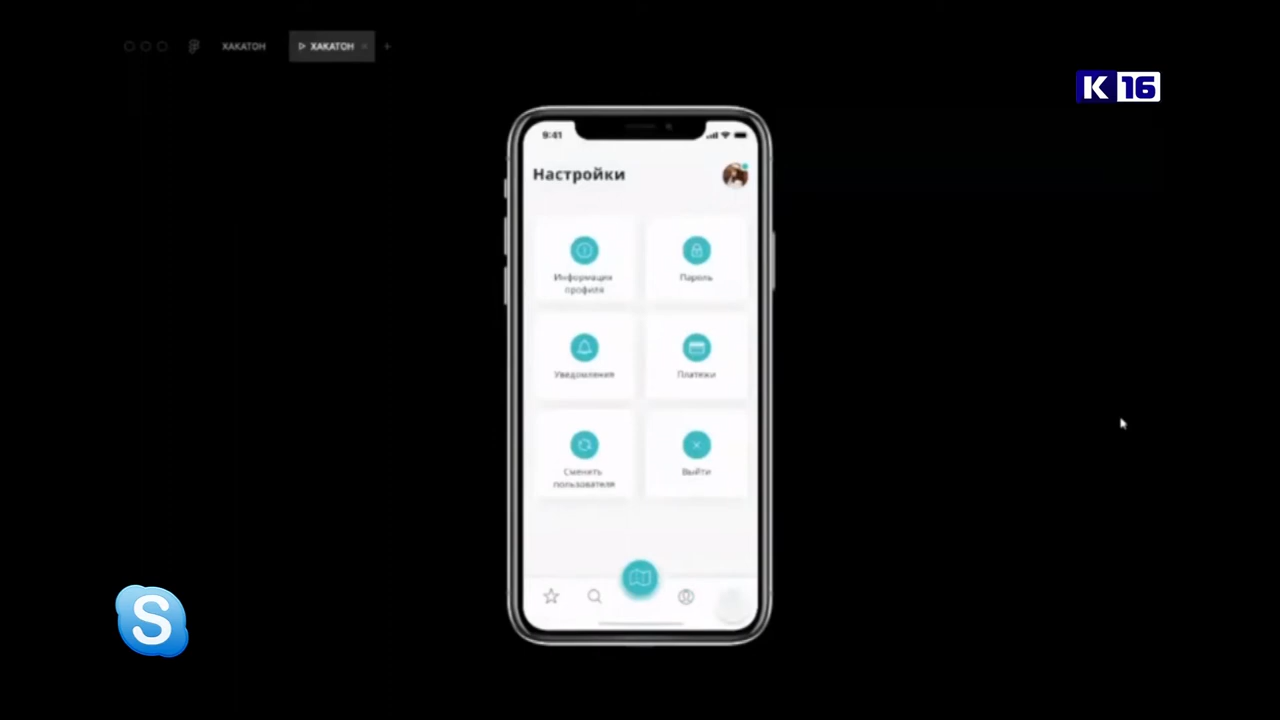 ХАКАТОН
ХАКАТОН
K 16
9:41
Настройки
Информация
профиля
Пароль
Уведомления
Платежи
Сменить
пользователя
Выйти
S